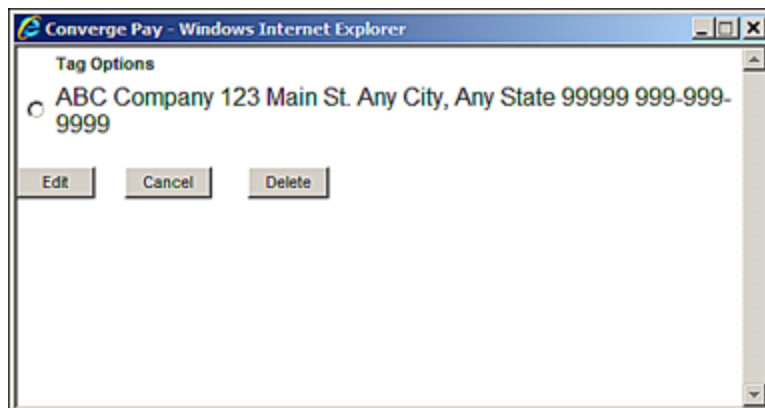 Converge Pay - Windows Internet Explorer
Tag Options
ABC Company 123 Main St. Any City, Any State 99999 999-999-
9999
Edit Cancel Delete